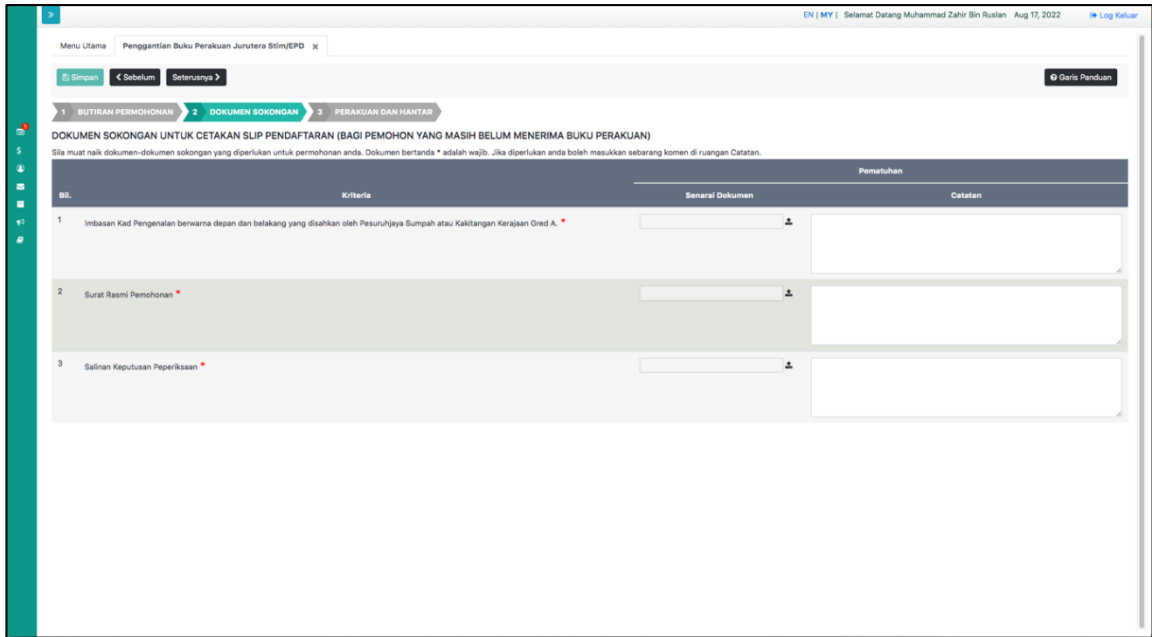 EN | MY | Selamat Datang Muhammad Zahir Bin Ruslan Aug 17, 2022 Log Keluar
Menu Utama Penggantian Buku Perakuan Jurutera Stim/EPD x
Simpan Sebelum Seterusnya Garis Panduan
1 BUTIRAN PERMOHONAN 2 DOKUMEN SOKONGAN 3 PERAKUAN DAN HANTAR
DOKUMEN SOKONGAN UNTUK CETAKAN SLIP PENDAFTARAN (BAGI PEMOHON YANG MASIH BELUM MENERIMA BUKU PERAKUAN)
Sila muat naik dokumen-dokumen sokongan yang diperlukan untuk permohonan anda. Dokumen bertanda * adalah wajib. Jika diperlukan anda boleh masukkan sebarang komen di ruangan Catatan.
Pematuhan
Bil. Kriteria Senarai Dokumen Catatan
1 Imbasan Kad Pengenalan berwarna depan dan belakang yang disahkan oleh Pesuruhjaya Sumpah atau Kakitangan Kerajaan Gred A. *
2 Surat Rasmi Pemohonan *
3 Salinan Keputusan Peperiksaan *